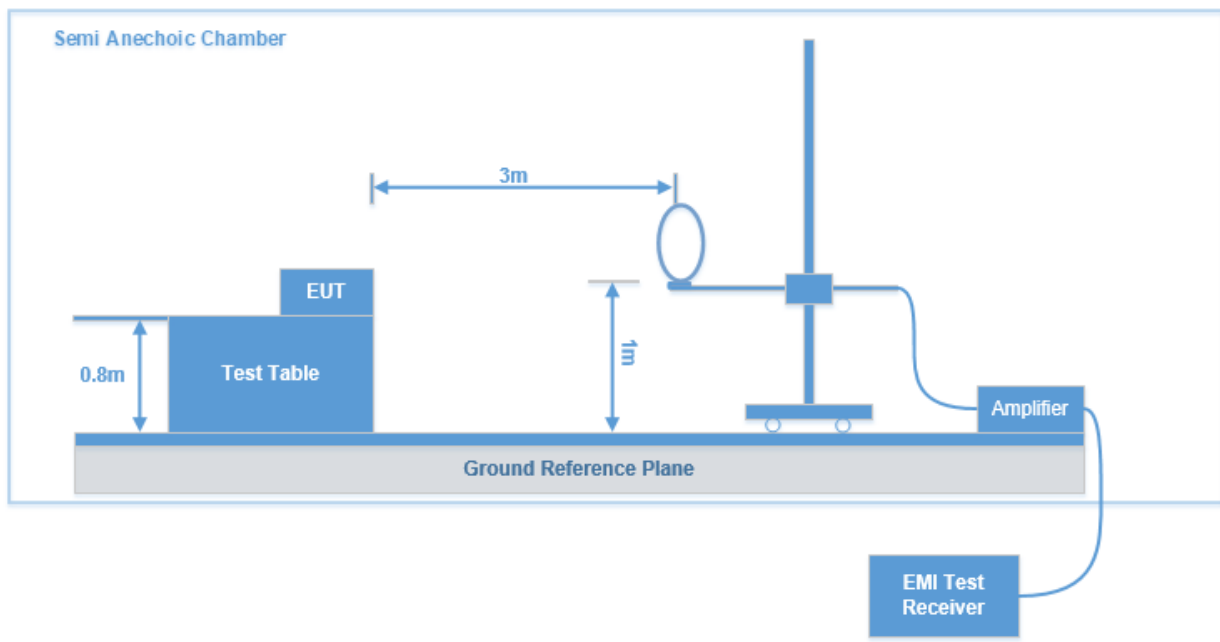 Semi Anechoic Chamber
3m
EUT
0.8m
Test Table
1m
Amplifier
Ground Reference Plane
EMI Test
Receiver